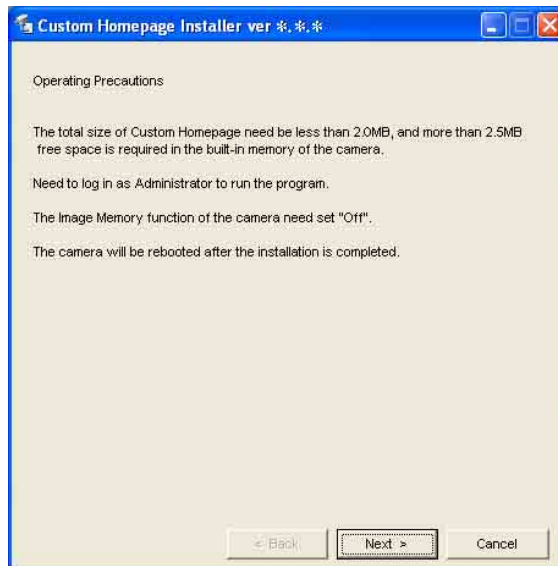 Custom Homepage Installer ver *.*.*
Operating Precautions
The total size of Custom Homepage need be less than 2.0MB, and more than 2.5MB
free space is required in the built-in memory of the camera.
Need to log in as Administrator to run the program.
The Image Memory function of the camera need set "Off".
The camera will be rebooted after the installation is completed.
< Back
Next >
Cancel